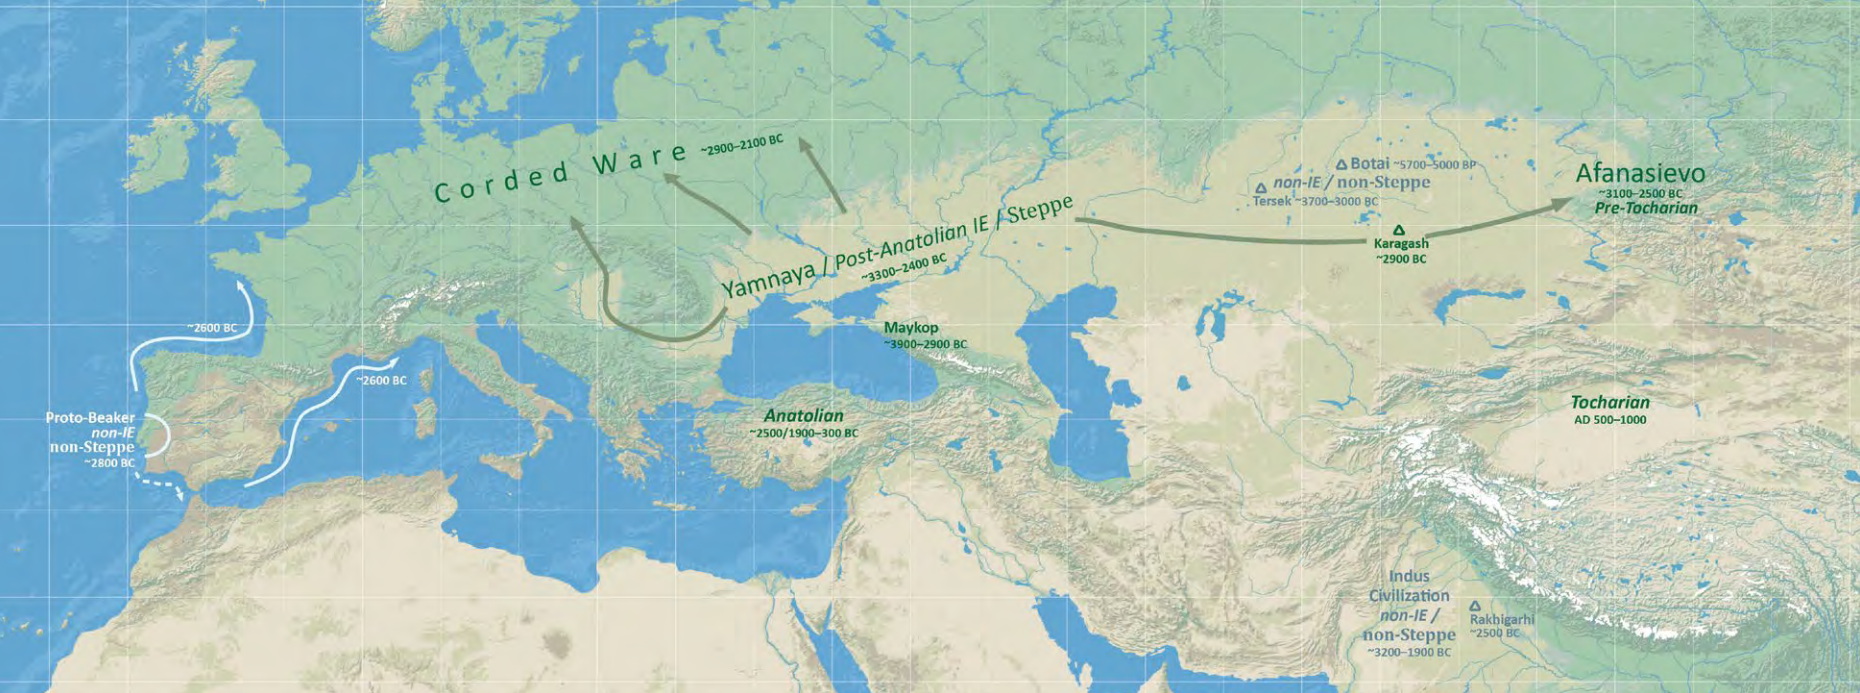 Corded Ware ~2900–2100 BC
Botai ~5700–5000 BP
non-IE / non-Steppe
Tersek ~3700–3000 BC
Afanasievo
~3100–2500 BC
Pre-Tocharian
Yamnaya / Post-Anatolian IE / Steppe
~3300–2400 BC
Karagash
~2900 BC
~2600 BC
Maykop
~3900–2900 BC
~2600 BC
Proto-Beaker
non-IE
non-Steppe
~2800 BC
Anatolian
~2500/1900–300 BC
Tocharian
AD 500–1000
Indus
Civilization
non-IE /
non-Steppe
~3200–1900 BC
Rakhigarhi
~2500 BC